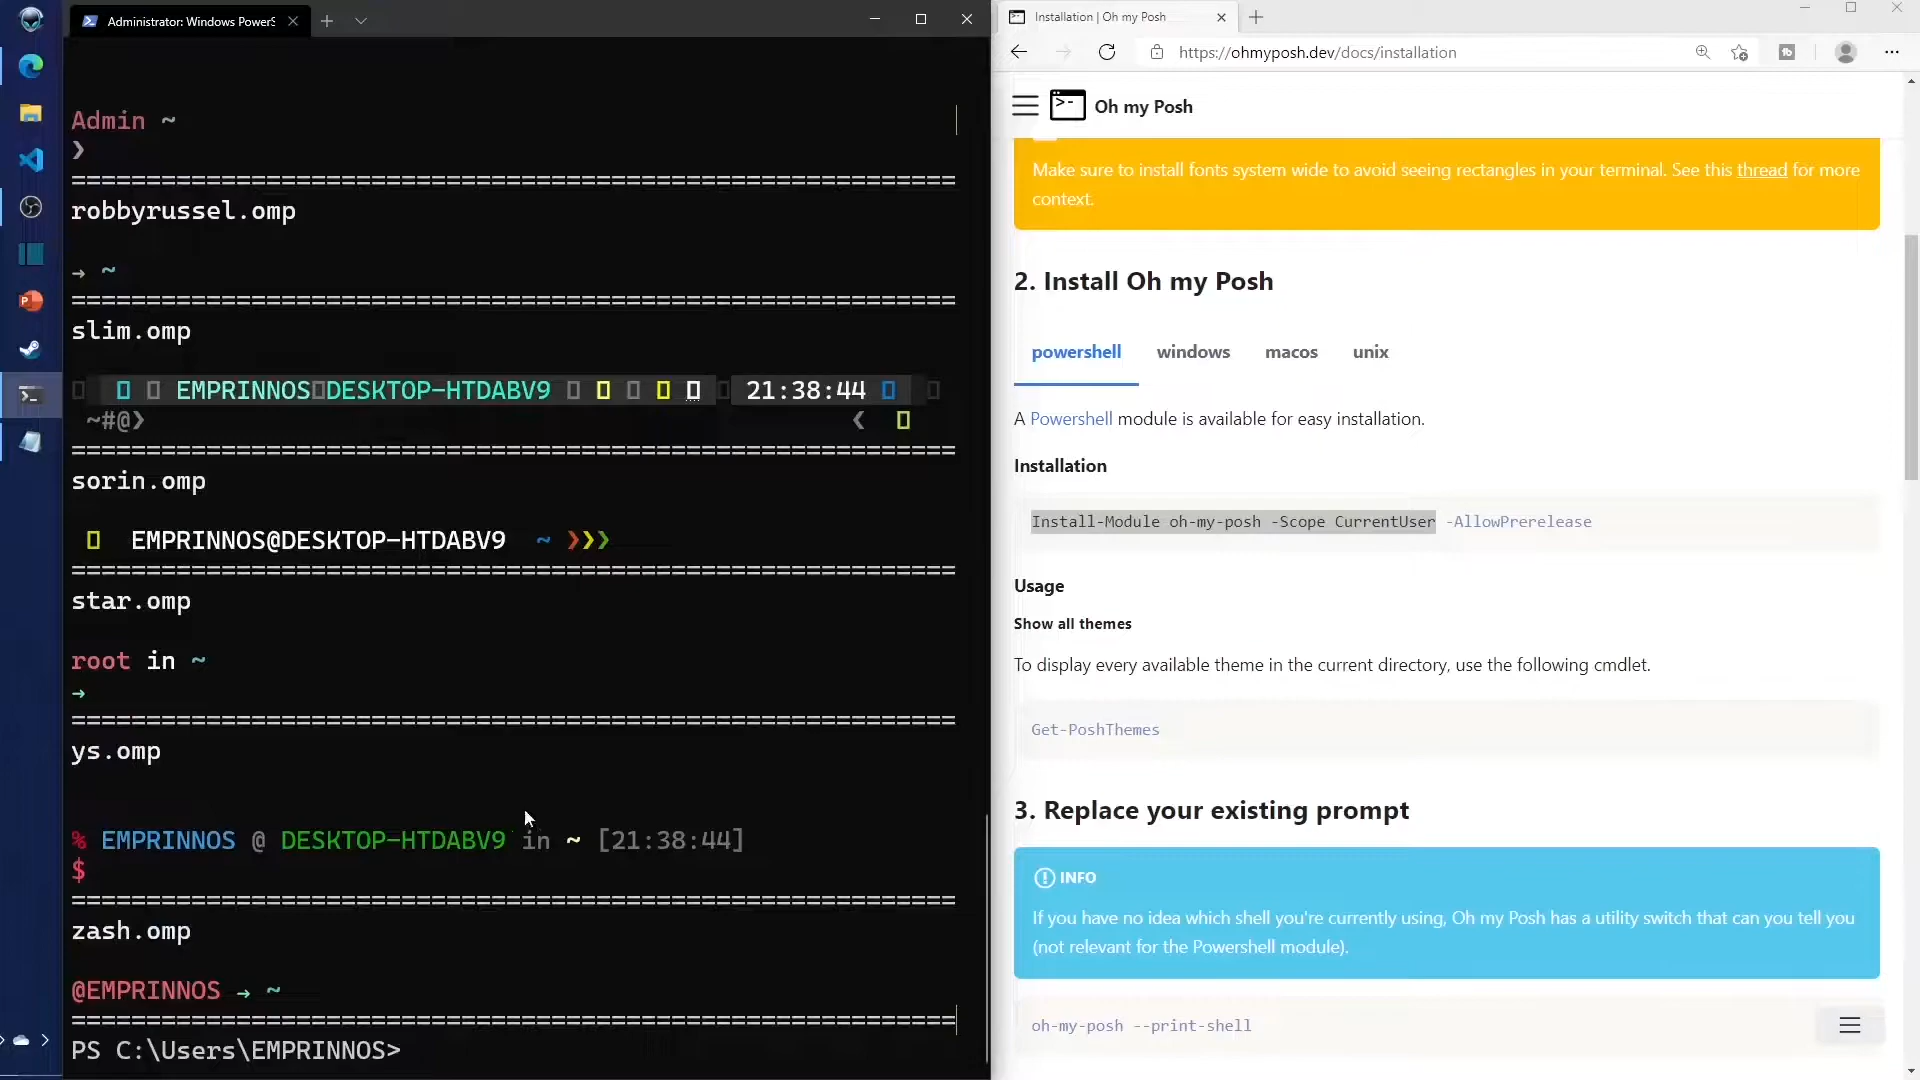 Administrator: Windows PowerS
Admin ~
❯
===========================================================
robbyrussel.omp
→ ~
===========================================================
slim.omp
EMPRINNOS DESKTOP-HTDABV9 21:38:44
~#@❯ ❮
===========================================================
sorin.omp
EMPRINNOS@DESKTOP-HTDABV9 ~ ❯❯❯
===========================================================
star.omp
root in ~
→
===========================================================
ys.omp
% EMPRINNOS @ DESKTOP-HTDABV9 in ~ [21:38:44]
$
===========================================================
zash.omp
@EMPRINNOS → ~
===========================================================
PS C:\Users\EMPRINNOS>
Installation | Oh my Posh
https://ohmyposh.dev/docs/installation
Oh my Posh
Make sure to install fonts system wide to avoid seeing rectangles in your terminal. See this thread for more
context.
2. Install Oh my Posh
powershell windows macos unix
A Powershell module is available for easy installation.
Installation
Install-Module oh-my-posh -Scope CurrentUser -AllowPrerelease
Usage
Show all themes
To display every available theme in the current directory, use the following cmdlet.
Get-PoshThemes
3. Replace your existing prompt
INFO
If you have no idea which shell you're currently using, Oh my Posh has a utility switch that can you tell you
(not relevant for the Powershell module).
oh-my-posh --print-shell